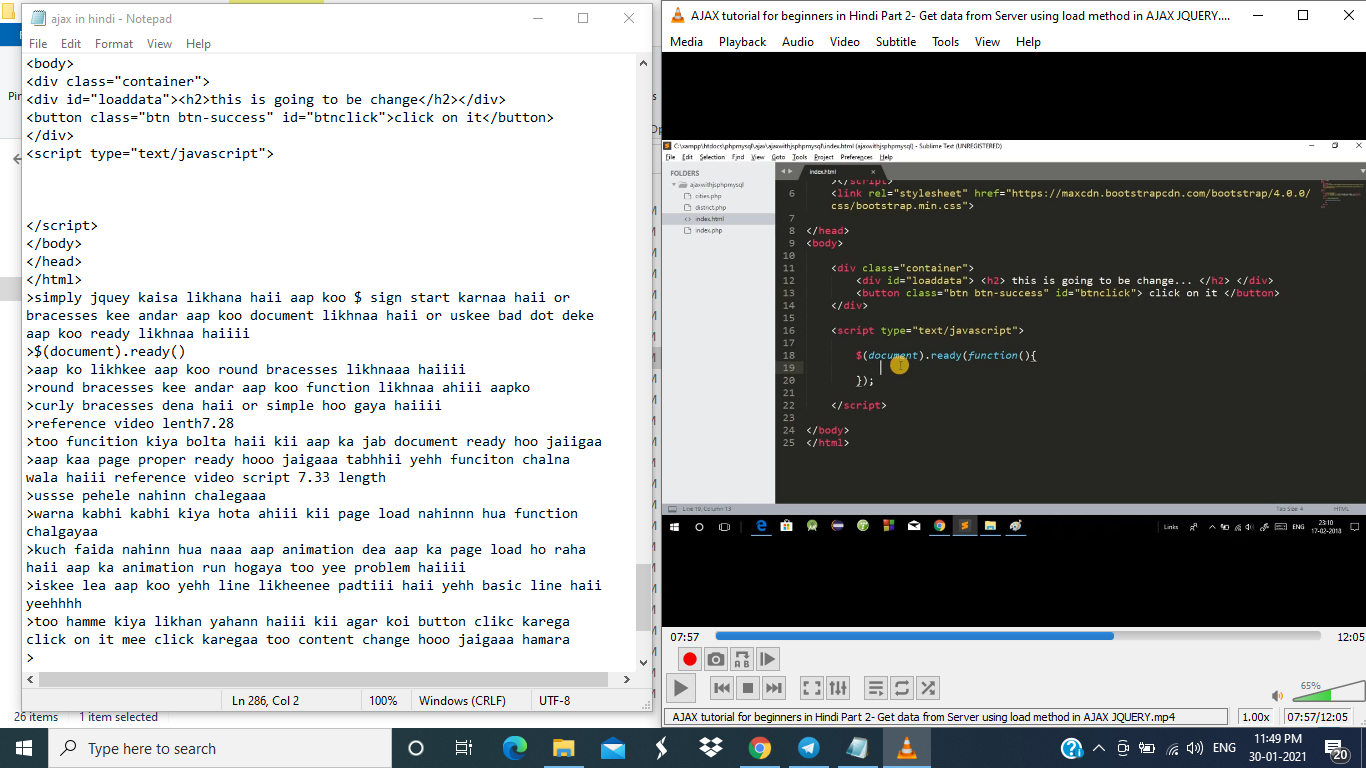 ajax in hindi - Notepad
File Edit Format View Help
<body>
<div class="container">
<div id="loaddata"><h2>this is going to be change</h2></div>
<button class="btn btn-success" id="btnclick">click on it</button>
</div>
<script type="text/javascript">
</script>
</body>
</head>
</html>
>simply jquey kaisa likhana haii aap koo $ sign start karnaa haii or
bracesses kee andar aap koo document likhnaa haii or uskee bad dot deke
aap koo ready likhnaa haiiii
>$(document).ready()
>aap ko likhkee aap koo round bracesses likhnaaa haiiii
>round bracesses kee andar aap koo function likhnaa ahiii aapko
>curly bracesses dena haii or simple hoo gaya haiiii
>reference video lenth7.28
>too funcition kiya bolta haii kii aap ka jab document ready hoo jaiigaa
>aap kaa page proper ready hooo jaigaaa tabhhii yehh funciton chalna
wala haiii reference video script 7.33 length
>ussse pehele nahinn chalegaaa
>warna kabhi kabhi kiya hota ahiii kii page load nahinnn hua function
chalgayaa
>kuch faida nahinn hua naaa aap animation dea aap ka page load ho raha
haii aap ka animation run hogaya too yee problem haiiii
>iskee lea aap koo yehh line likheenee padtiii haii yehh basic line haii
yeehhhh
>too hamme kiya likhan yahann haiii kii agar koi button clikc karega
click on it mee click karegaa too content change hooo jaigaaa hamara
>
Ln 286, Col 2 100% Windows (CRLF) UTF-8
26 items 1 item selected
AJAX tutorial for beginners in Hindi Part 2- Get data from Server using load method in AJAX JQUERY....
Media Playback Audio Video Subtitle Tools View Help
C:\xampp\htdocs\phpmysql\ajax\ajaxwithjsphpmysql\index.html (ajaxwithjsphpmysql) - Sublime Text (UNREGISTERED)
File Edit Selection Find View Goto Tools Project Preferences Help
FOLDERS
ajaxwithjsphpmysql
cities.php
district.php
index.html
index.php
index.html
></script>
6 <link rel="stylesheet" href="https://maxcdn.bootstrapcdn.com/bootstrap/4.0.0/
css/bootstrap.min.css">
7
8 </head>
9 <body>
10
11 <div class="container">
12 <div id="loaddata"> <h2> this is going to be change... </h2> </div>
13 <button class="btn btn-success" id="btnclick"> click on it </button>
14 </div>
15
16 <script type="text/javascript">
17
18 $(document).ready(function(){
19
20 });
21
22 </script>
23
24 </body>
25 </html>
Line 19, Column 13 Tab Size: 4 HTML
Links ENG 23:10
17-02-2018
07:57 12:05
65%
AJAX tutorial for beginners in Hindi Part 2- Get data from Server using load method in AJAX JQUERY.mp4 1.00x 07:57/12:05
Type here to search
ENG 11:49 PM
30-01-2021
20